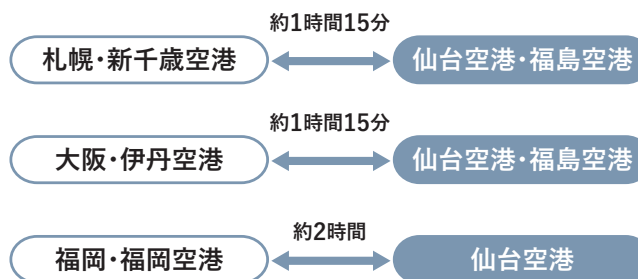 約1時間15分
札幌・新千歳空港
仙台空港・福島空港
約1時間15分
大阪・伊丹空港
仙台空港・福島空港
約2時間
福岡・福岡空港
仙台空港